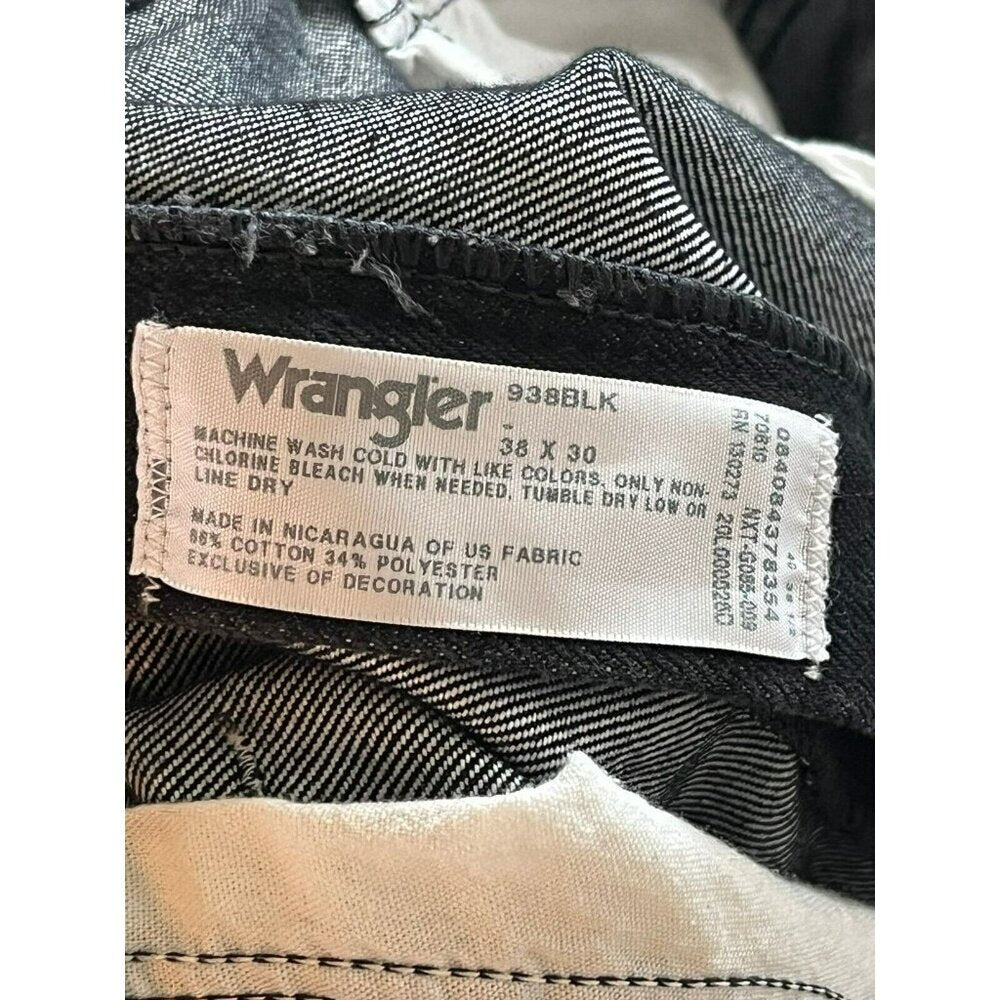 Wrangler 938BLK
38 X 30
MACHINE WASH COLD WITH LIKE COLORS, ONLY NON-
CHLORINE BLEACH WHEN NEEDED, TUMBLE DRY LOW OR
LINE DRY
MADE IN NICARAGUA OF US FABRIC
66% COTTON 34% POLYESTER
EXCLUSIVE OF DECORATION
084084378354
70610 NXT-G085-009
RN 130273